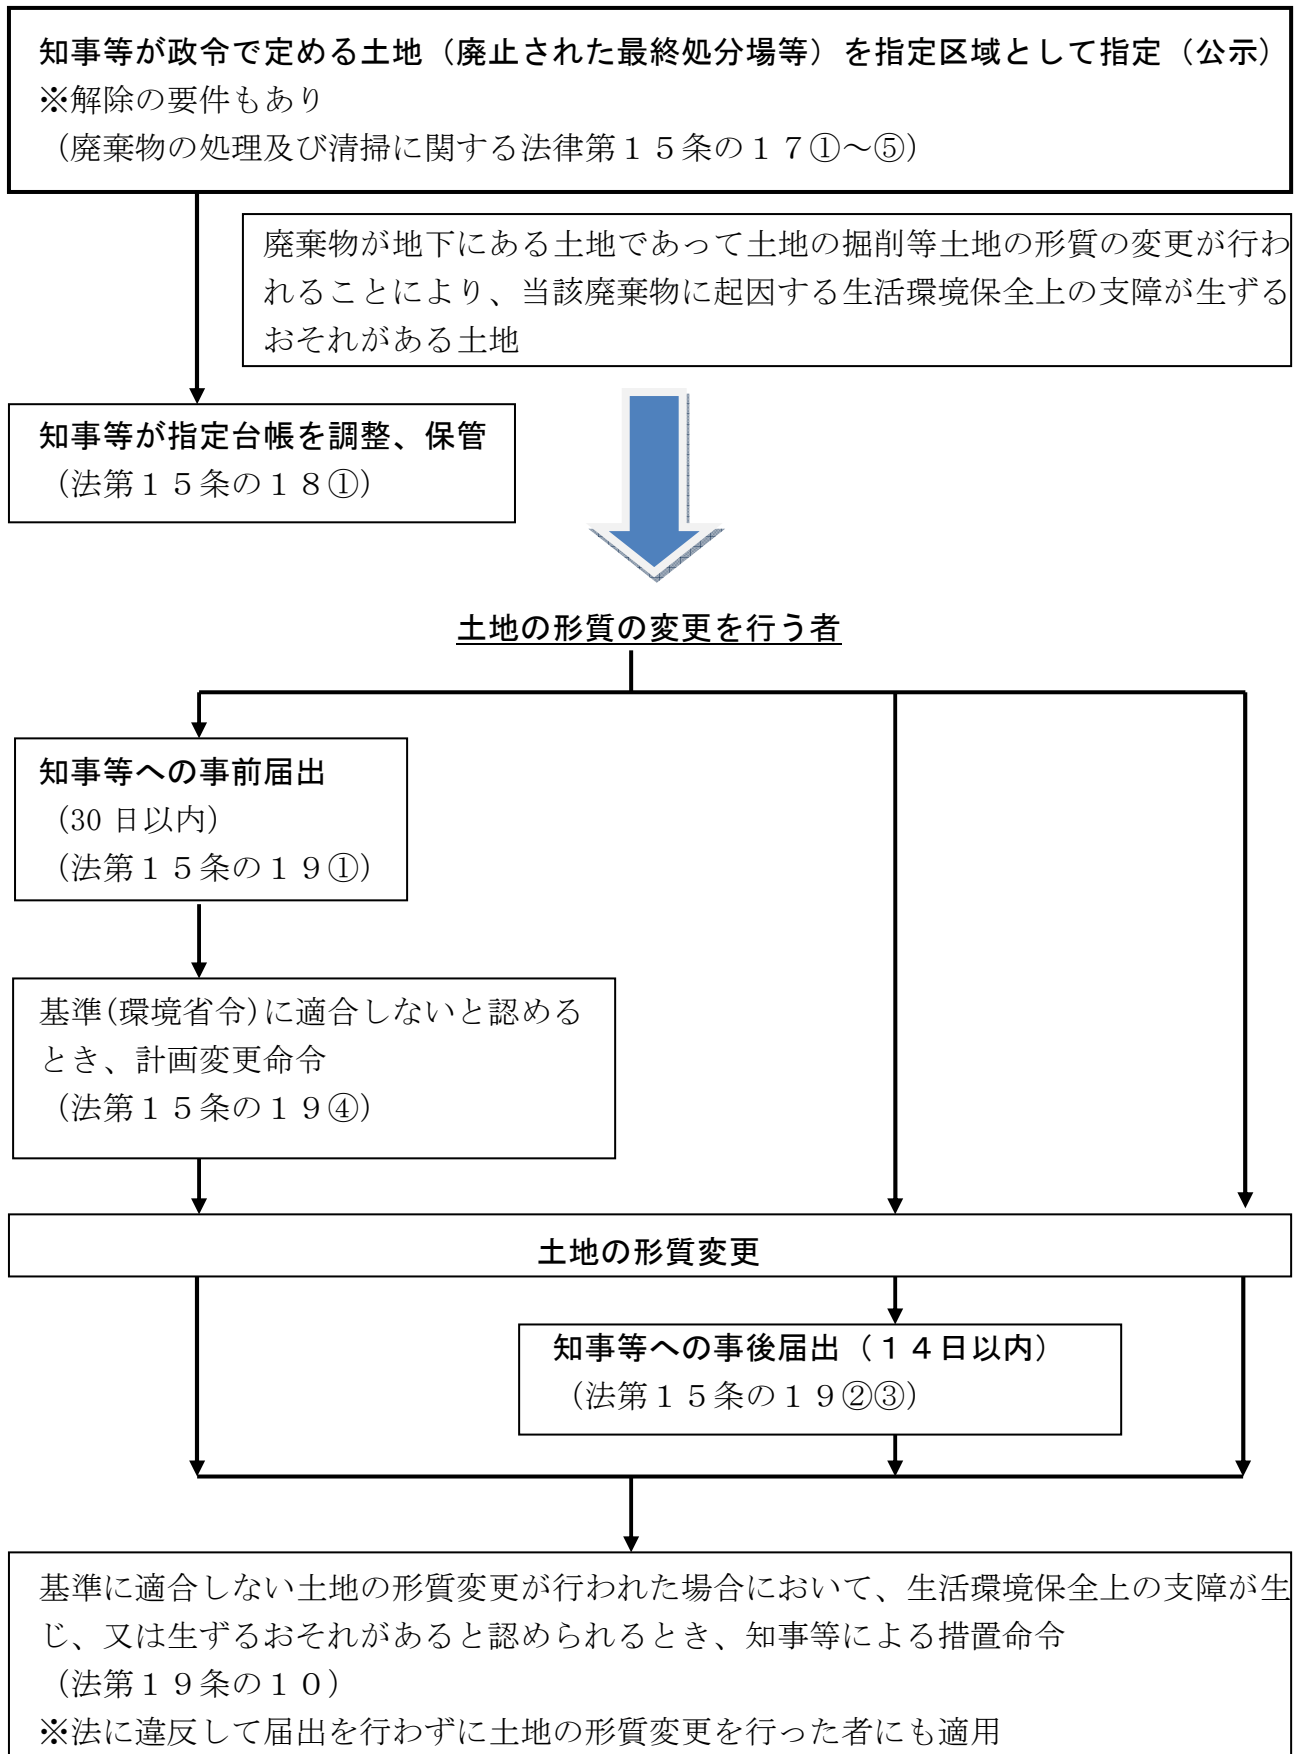 知事等が政令で定める土地（廃止された最終処分場等）を指定区域として指定（公示）
※解除の要件もあり
（廃棄物の処理及び清掃に関する法律第１５条の１７①～⑤）
廃棄物が地下にある土地であって土地の掘削等土地の形質の変更が行わ
れることにより、当該廃棄物に起因する生活環境保全上の支障が生ずる
おそれがある土地
知事等が指定台帳を調整、保管
（法第１５条の１８①）
土地の形質の変更を行う者
知事等への事前届出
（30 日以内）
（法第１５条の１９①）
基準(環境省令)に適合しないと認める
とき、計画変更命令
（法第１５条の１９④）
土地の形質変更
知事等への事後届出（１４日以内）
（法第１５条の１９②③）
基準に適合しない土地の形質変更が行われた場合において、生活環境保全上の支障が生
じ、又は生ずるおそれがあると認められるとき、知事等による措置命令
（法第１９条の１０）
※法に違反して届出を行わずに土地の形質変更を行った者にも適用